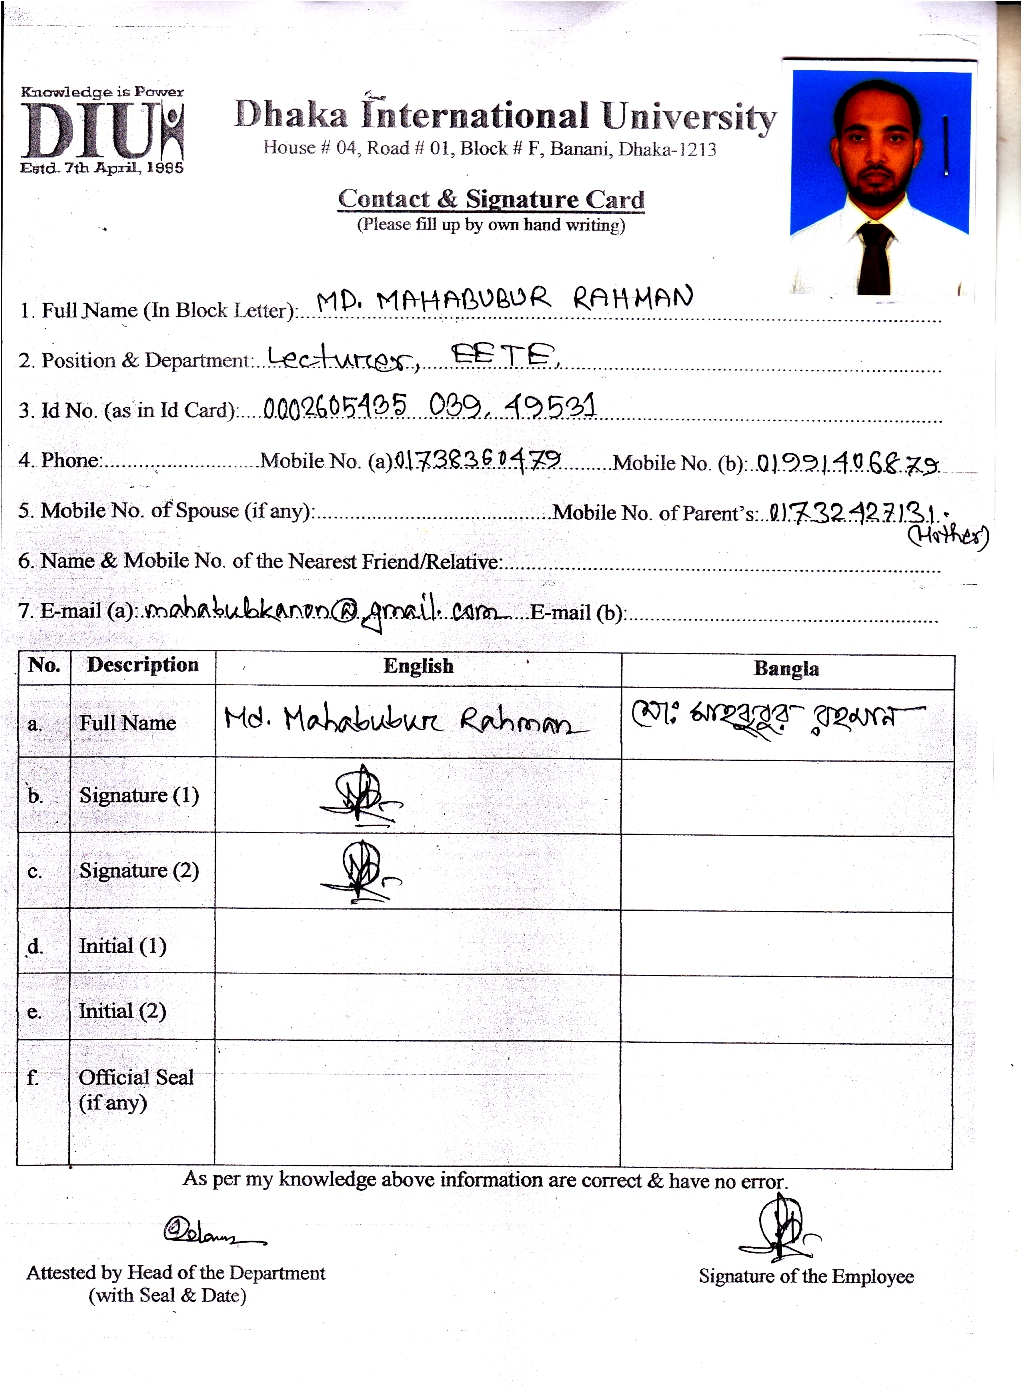 Knowledge is Power
DIU
Estd. 7th April, 1995
Dhaka International University
House # 04, Road # 01, Block # F, Banani, Dhaka-1213
Contact & Signature Card
(Please fill up by own hand writing)
1. Full Name (In Block Letter): MD. MAHABUBUR RAHMAN
2. Position & Department: Lecturer, EETE,
3. Id No. (as in Id Card): 0002605435 039, 49531
4. Phone: Mobile No. (a) 01738360479 Mobile No. (b): 01991406879
5. Mobile No. of Spouse (if any): Mobile No. of Parent's: 01732427131.
(Mother)
6. Name & Mobile No. of the Nearest Friend/Relative:
7. E-mail (a): mahabubkanon@gmail.com E-mail (b):
No. Description English Bangla
a. Full Name Md. Mahabubur Rahman মোঃ মাহবুবুর রহমান
b. Signature (1)
c. Signature (2)
d. Initial (1)
e. Initial (2)
f. Official Seal
(if any)
As per my knowledge above information are correct & have no error.
Attested by Head of the Department
(with Seal & Date)
Signature of the Employee